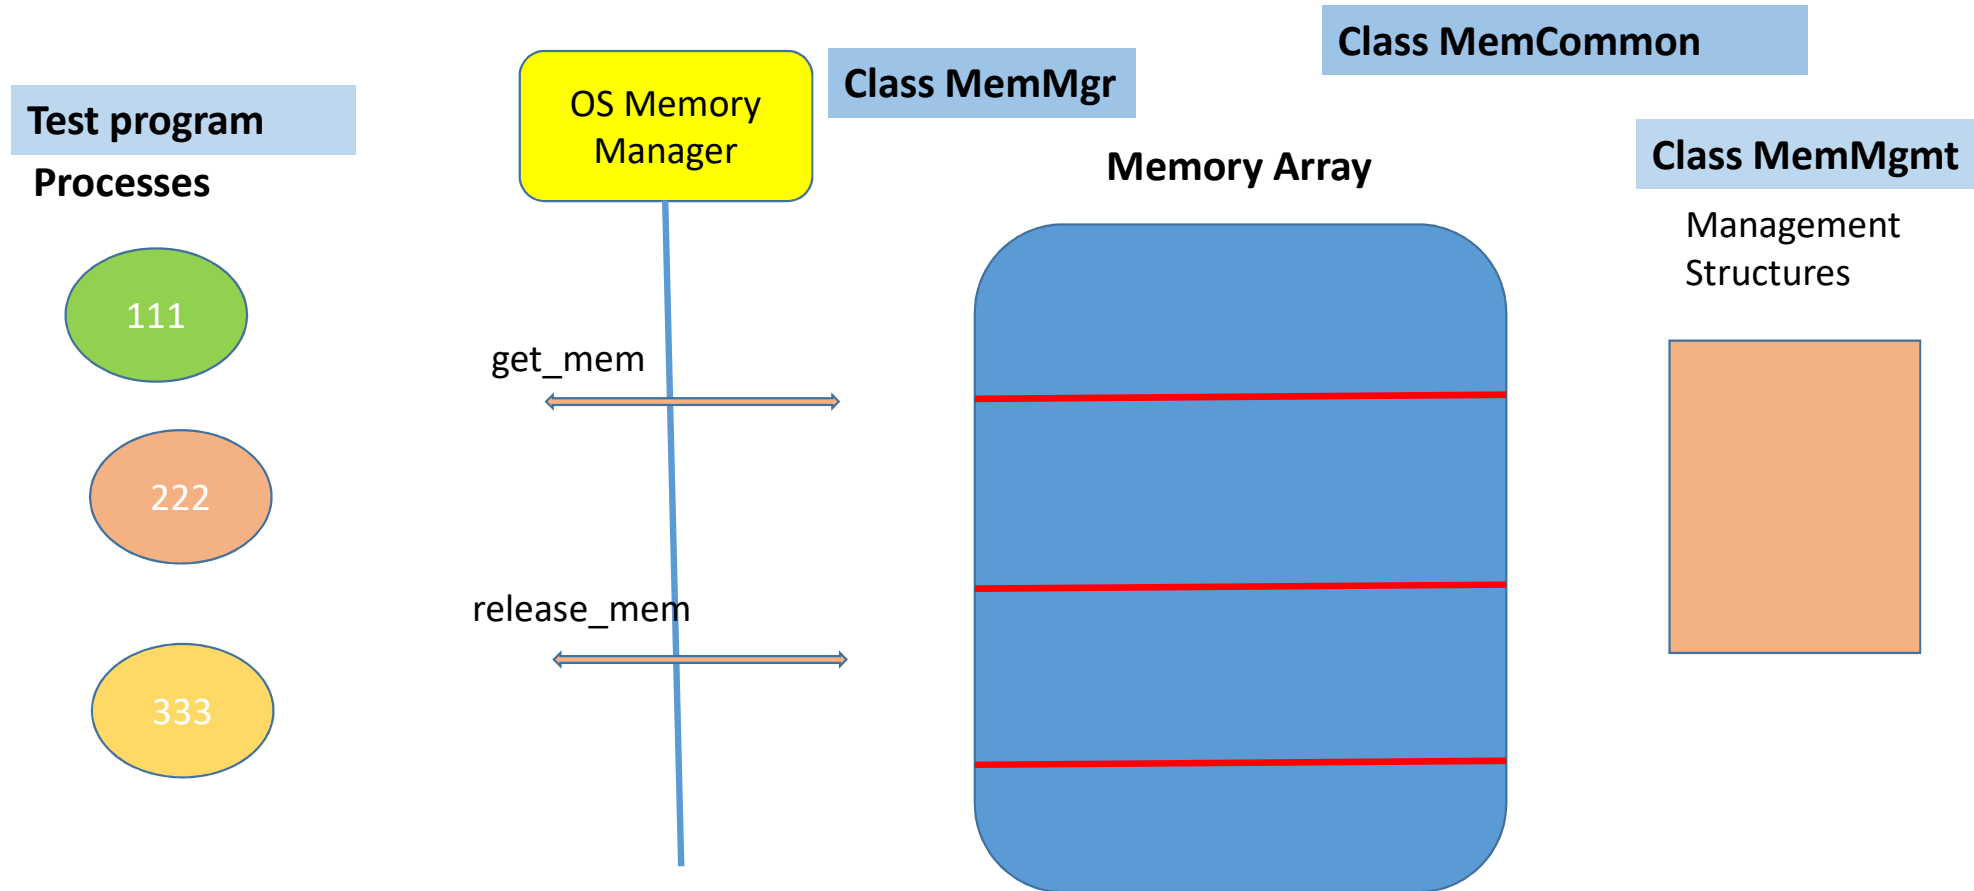 Test program
Processes
111
222
333
OS Memory
Manager
get_mem
release_mem
Class MemMgr
Memory Array
Class MemCommon
Class MemMgmt
Management
Structures